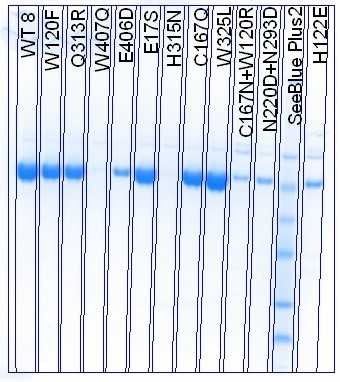 WT 8
W120F
Q313R
W407Q
E406D
E17S
H315N
C167Q
W325L
C167N+W120R
N220D+N293D
SeeBlue Plus2
H122E